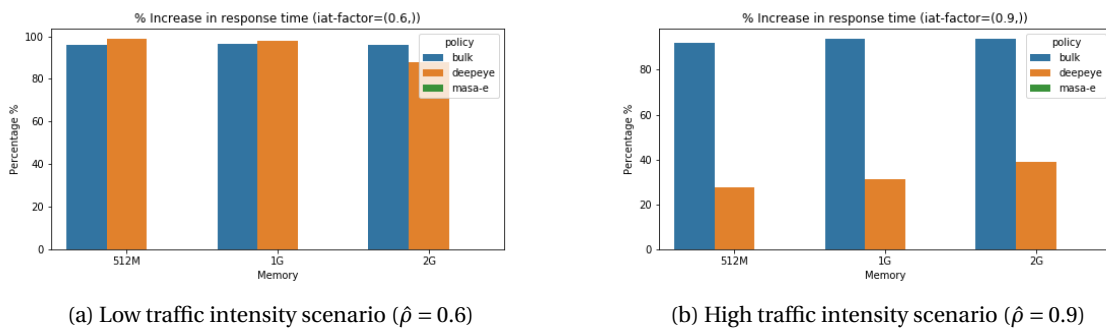 % Increase in response time (iat-factor=(0.6,))
100
80
60
40
20
0
Percentage %
policy
bulk
deepeye
masa-e
512M
1G
2G
Memory
(a) Low traffic intensity scenario (ρ̂ = 0.6)
% Increase in response time (iat-factor=(0.9,))
80
60
40
20
0
Percentage %
policy
bulk
deepeye
masa-e
512M
1G
2G
Memory
(b) High traffic intensity scenario (ρ̂ = 0.9)